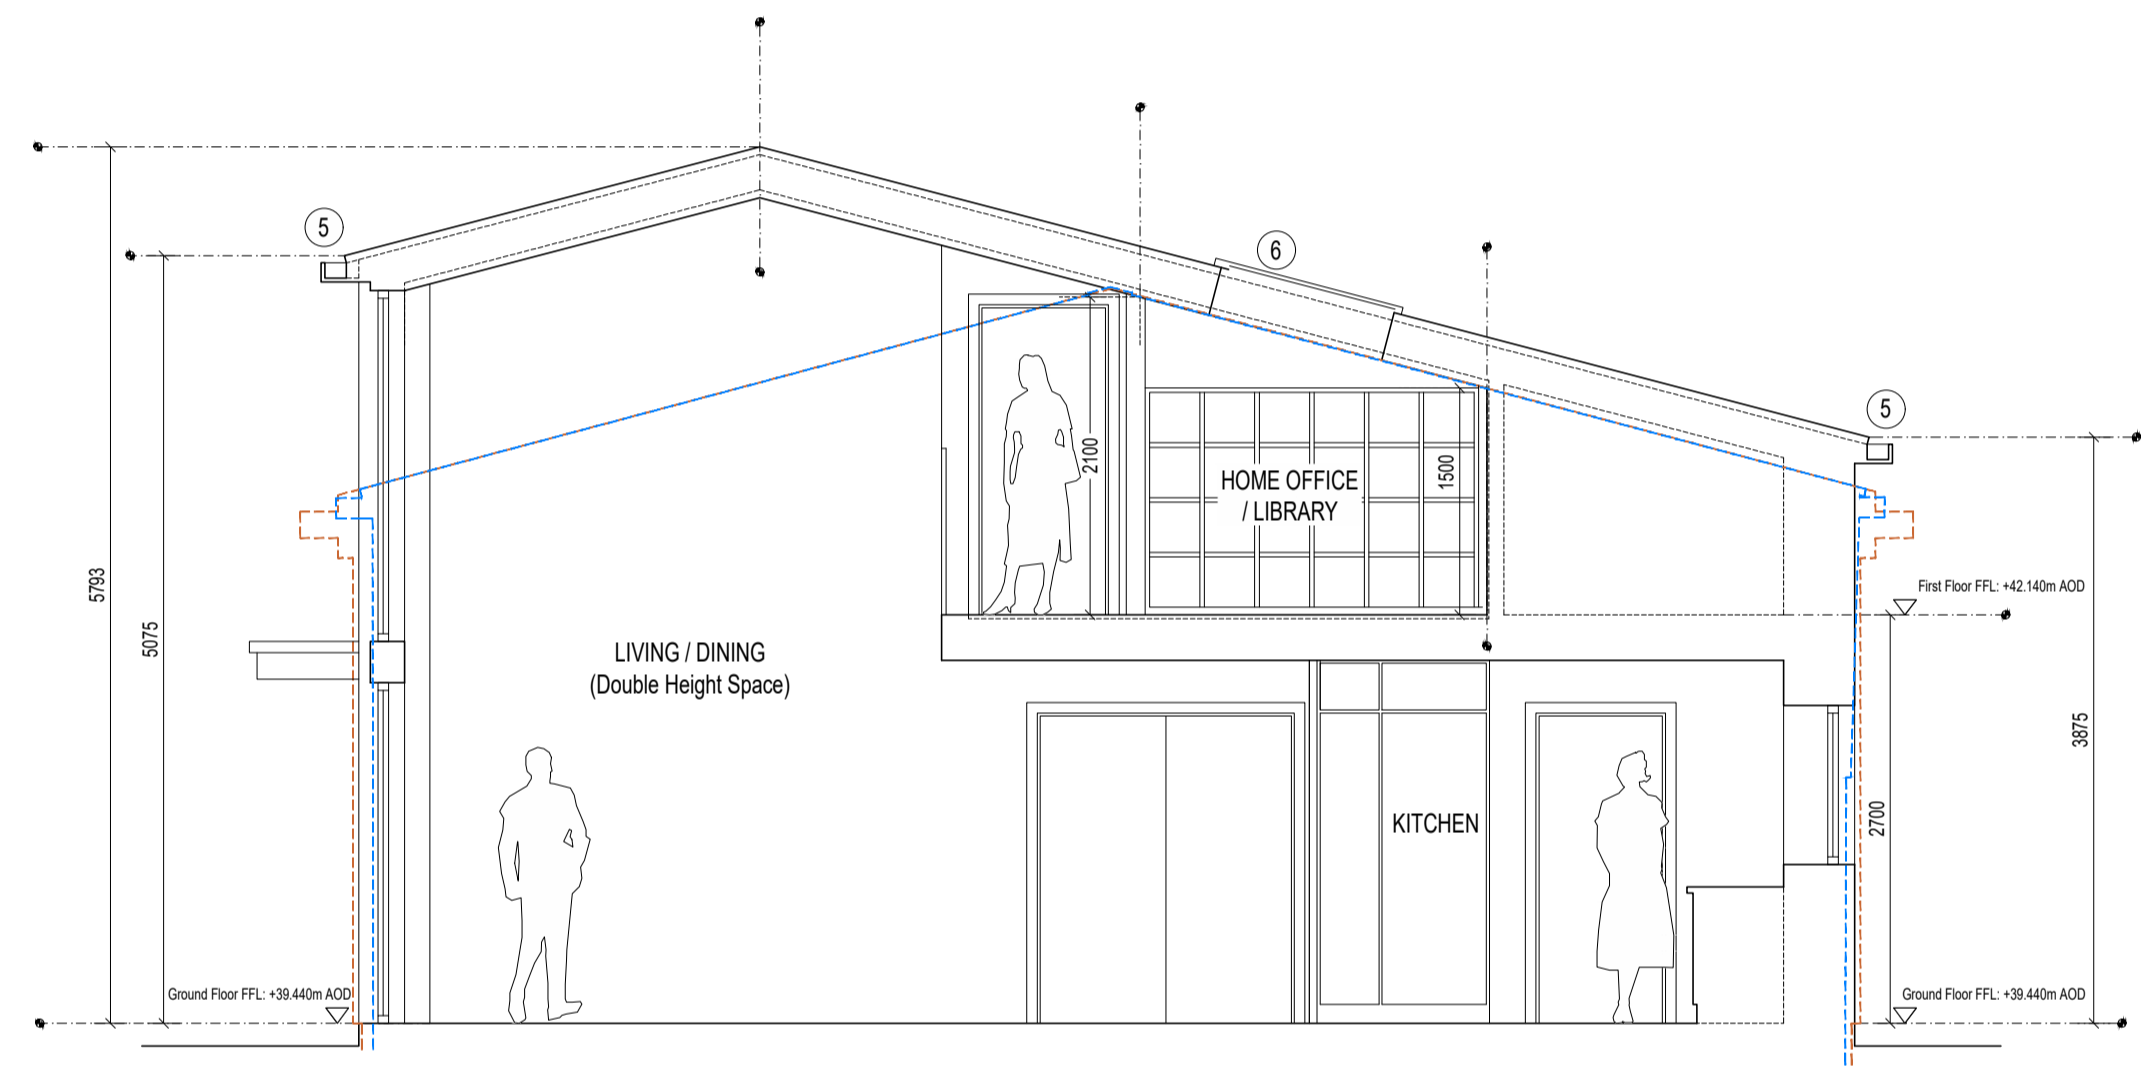 5
6
5
5793
5075
2100
1500
HOME OFFICE
/ LIBRARY
First Floor FFL: +42.140m AOD
LIVING / DINING
(Double Height Space)
3875
2700
KITCHEN
Ground Floor FFL: +39.440m AOD
Ground Floor FFL: +39.440m AOD